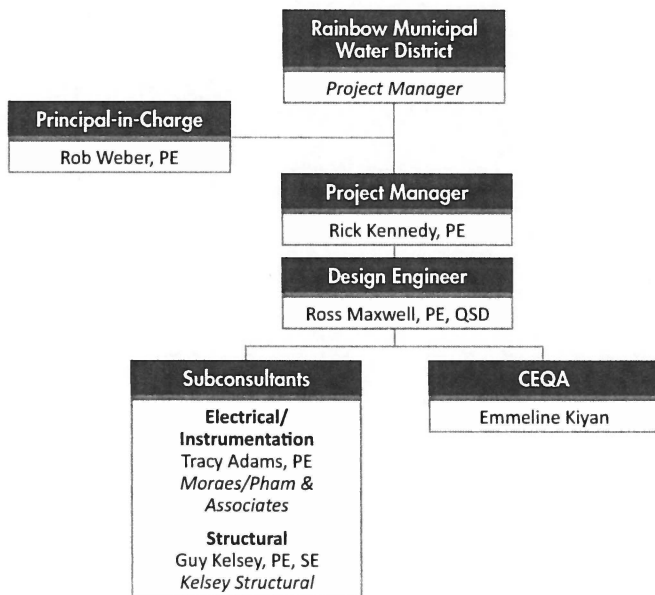 Rainbow Municipal
Water District
Project Manager
Principal-in-Charge
Rob Weber, PE
Project Manager
Rick Kennedy, PE
Design Engineer
Ross Maxwell, PE, QSD
Subconsultants
Electrical/
Instrumentation
Tracy Adams, PE
Moraes/Pham &
Associates
Structural
Guy Kelsey, PE, SE
Kelsey Structural
CEQA
Emmeline Kiyan